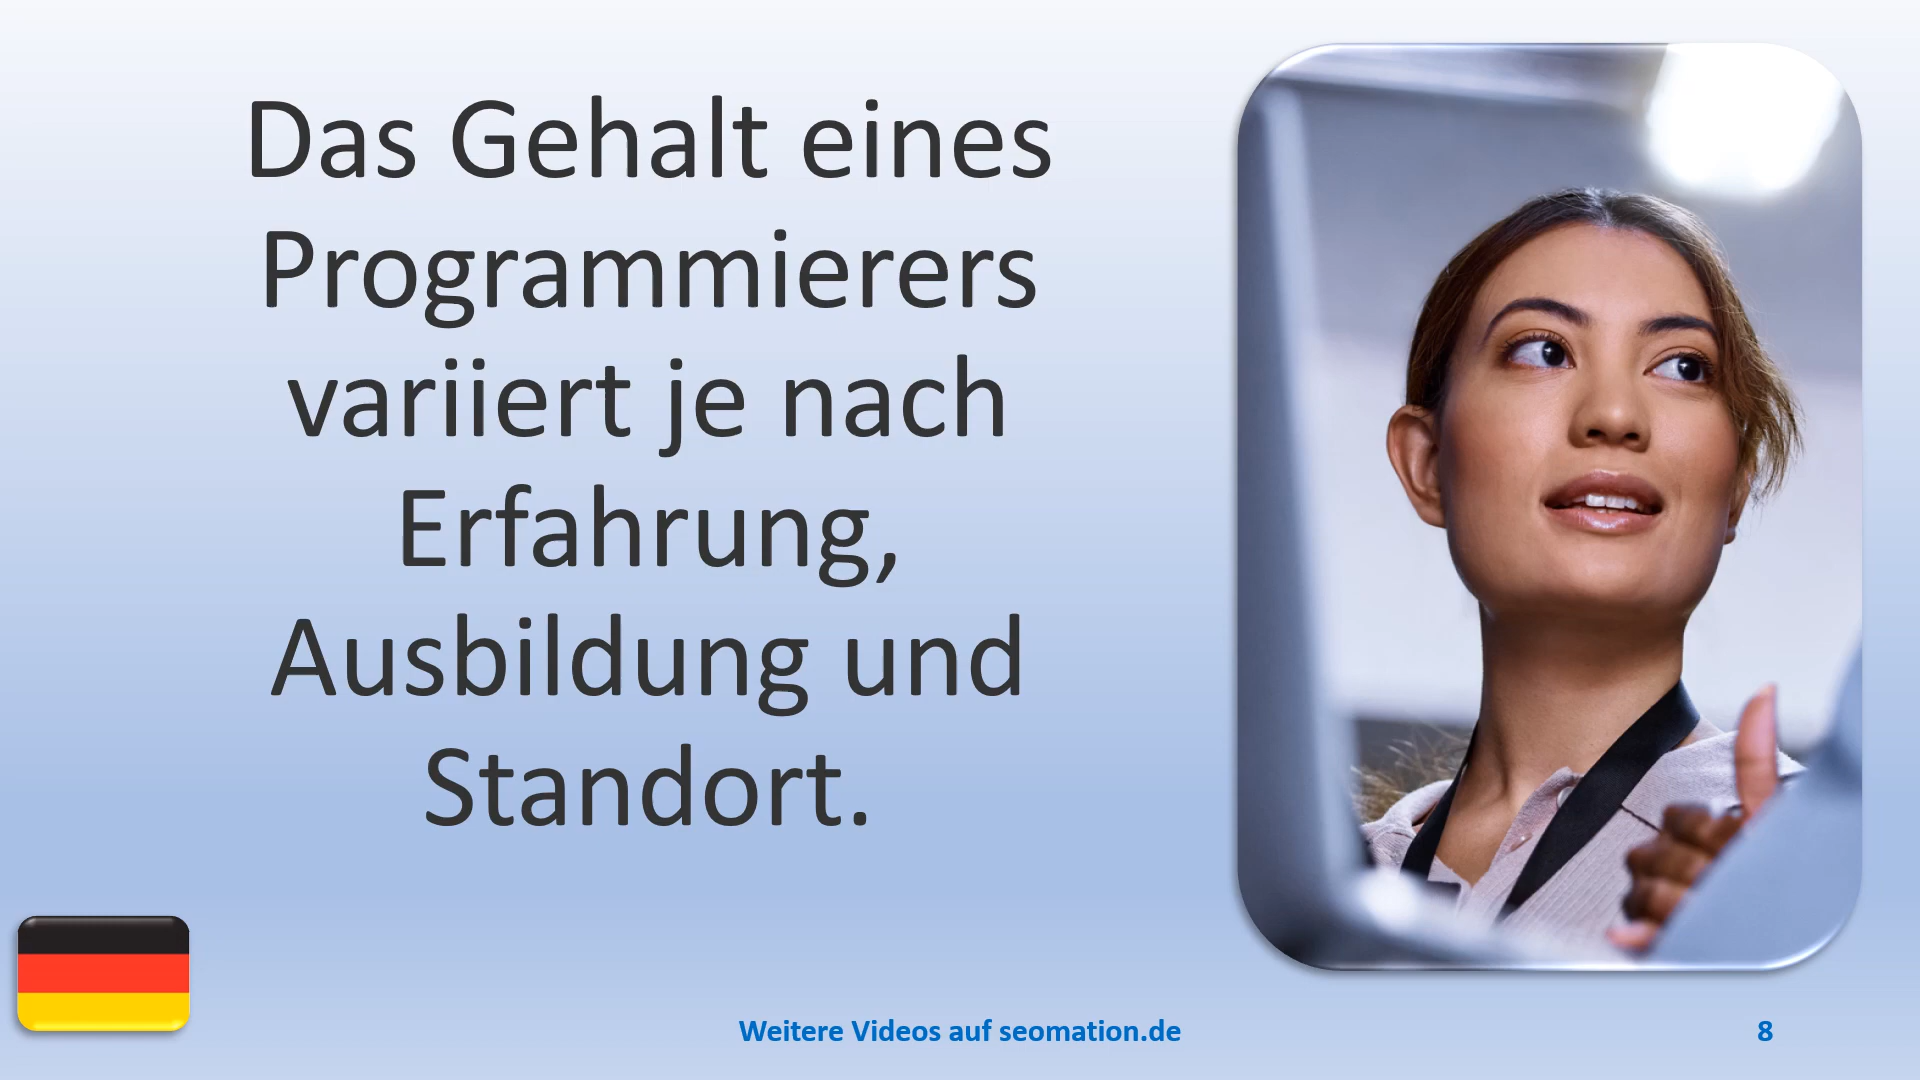 Das Gehalt eines
Programmierers
variiert je nach
Erfahrung,
Ausbildung und
Standort.
Weitere Videos auf seomation.de
8